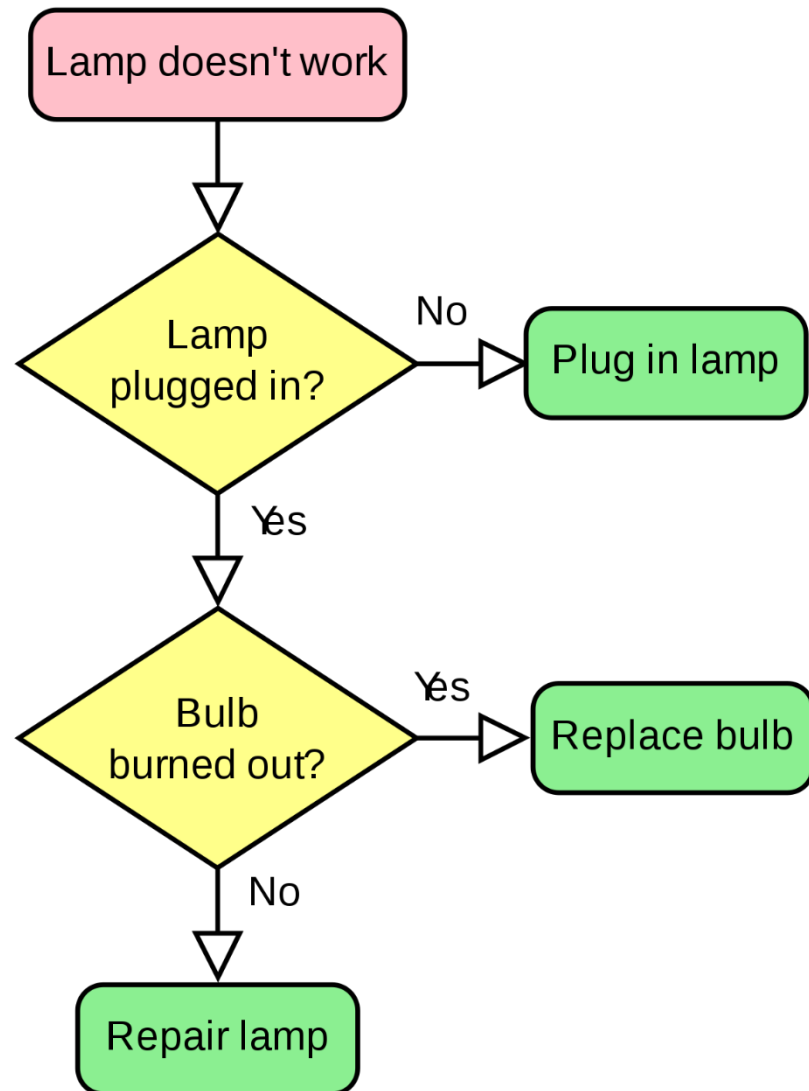 Lamp doesn't work
Lamp
plugged in?
No
Plug in lamp
Yes
Bulb
burned out?
Yes
Replace bulb
No
Repair lamp